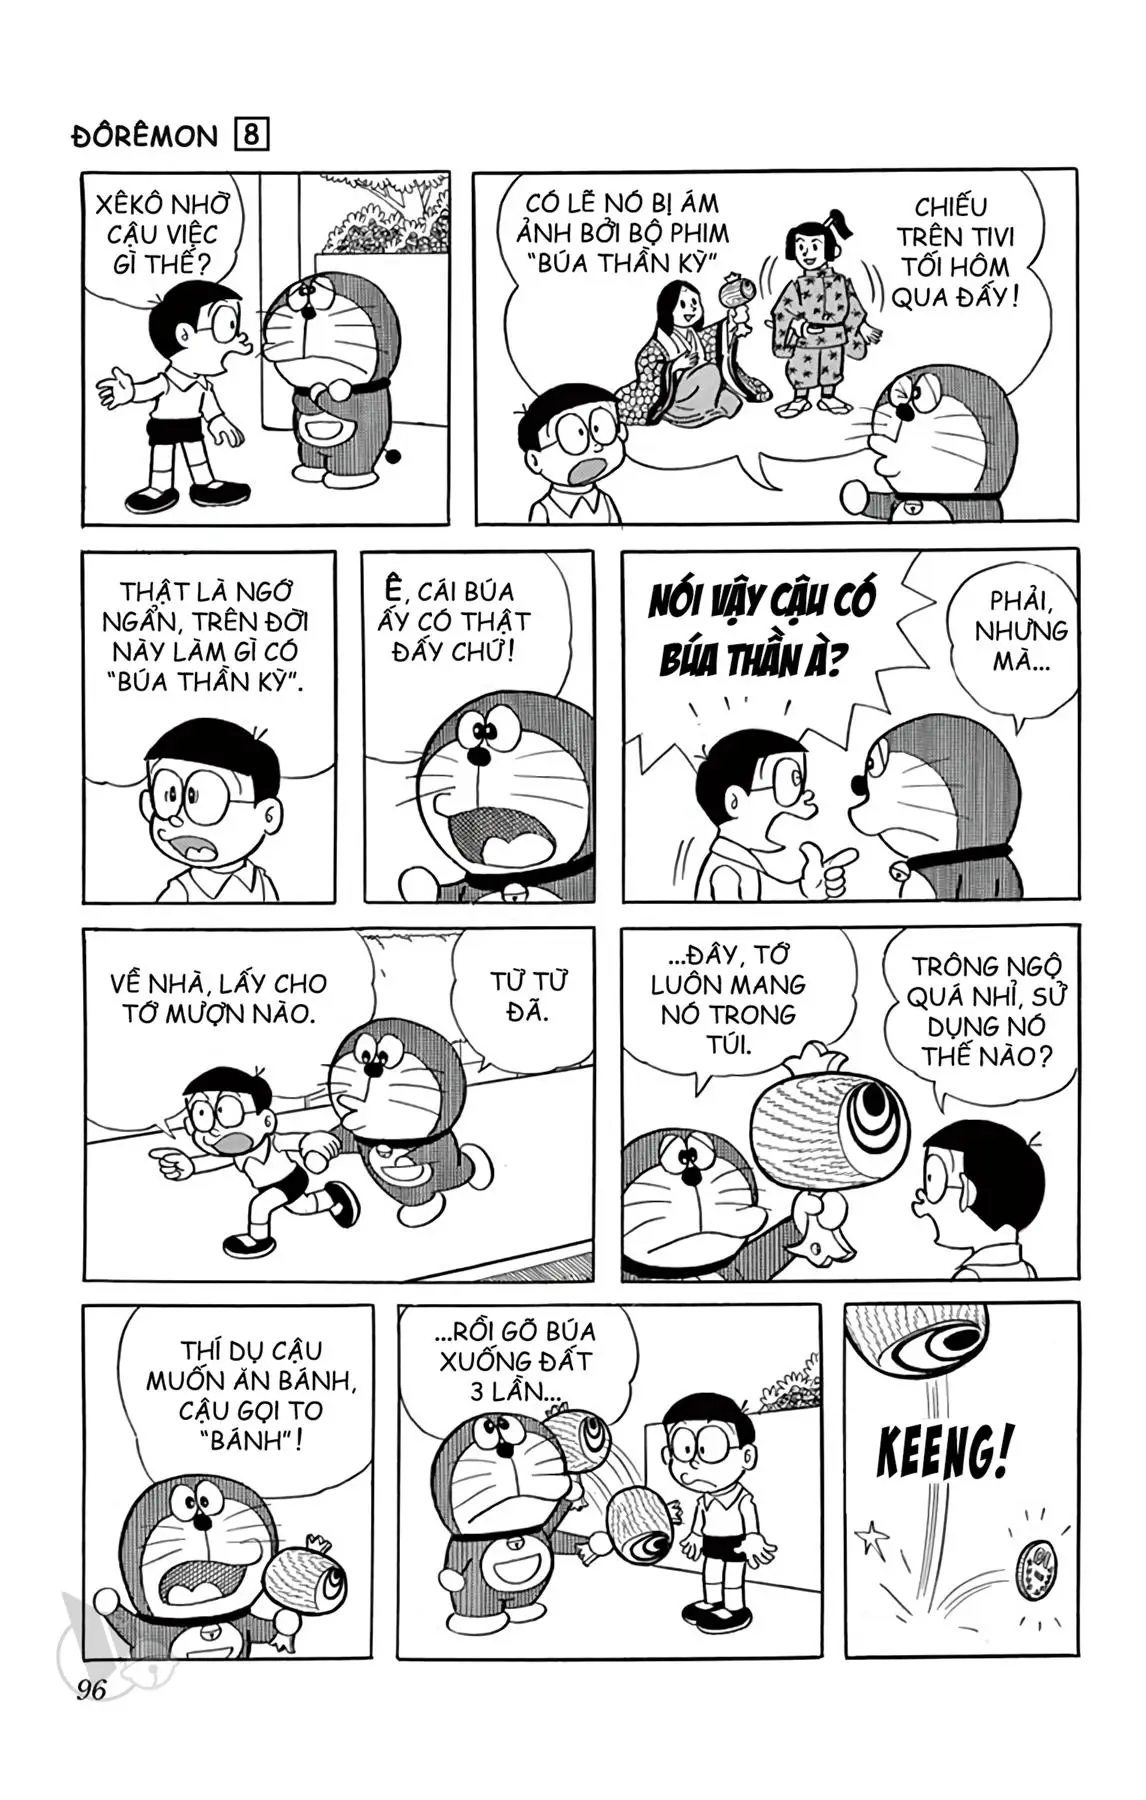 ĐÔRÊMON 8
XÊKÔ NHỜ
CẬU VIỆC
GÌ THẾ?
CÓ LẼ NÓ BỊ ÁM
ẢNH BỞI BỘ PHIM
“BÚA THẦN KỲ”
CHIẾU
TRÊN TIVI
TỐI HÔM
QUA ĐẤY!
THẬT LÀ NGỚ
NGẨN, TRÊN ĐỜI
NÀY LÀM GÌ CÓ
“BÚA THẦN KỲ”.
Ê, CÁI BÚA
ẤY CÓ THẬT
ĐẤY CHỨ!
NÓI VẬY CẬU CÓ
BÚA THẦN À?
PHẢI,
NHƯNG
MÀ...
VỀ NHÀ, LẤY CHO
TỚ MƯỢN NÀO.
TỪ TỪ
ĐÃ.
...ĐÂY, TỚ
LUÔN MANG
NÓ TRONG
TÚI.
TRÔNG NGỘ
QUÁ NHỈ, SỬ
DỤNG NÓ
THẾ NÀO?
THÍ DỤ CẬU
MUỐN ĂN BÁNH,
CẬU GỌI TO
“BÁNH”!
...RỒI GÕ BÚA
XUỐNG ĐẤT
3 LẦN...
KEENG!
10
96